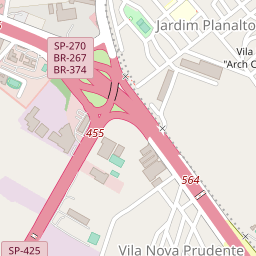 Jardim Planalto
SP-270
BR-267
BR-374
Vila
"Arch C
455
564
SP-425
Vila Nova Prudente